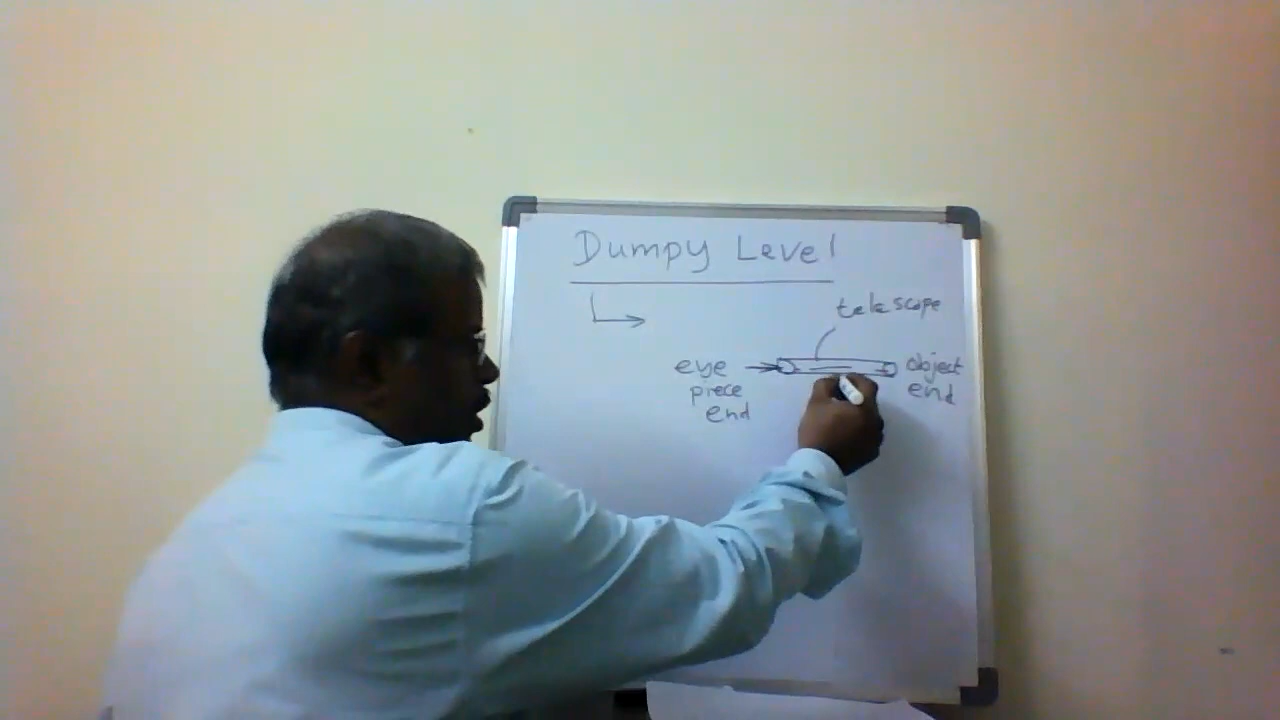 Dumpy Level
telescope
eye
piece
end
object
end